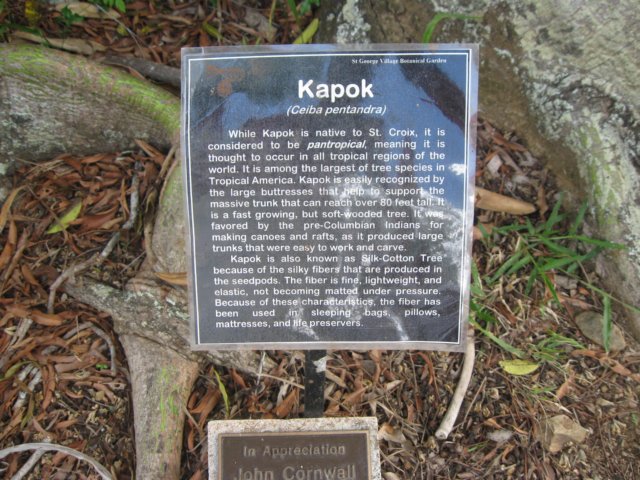 St George Village Botanical Garden
Kapok
(Ceiba pentandra)
While Kapok is native to St. Croix, it is
considered to be pantropical, meaning it is
thought to occur in all tropical regions of the
world. It is among the largest of tree species in
Tropical America. Kapok is easily recognized by
the large buttresses that help to support the
massive trunk that can reach over 80 feet tall. It
is a fast growing, but soft-wooded tree. It was
favored by the pre-Columbian Indians for
making canoes and rafts, as it produced large
trunks that were easy to work and carve.
Kapok is also known as Silk-Cotton Tree
because of the silky fibers that are produced in
the seedpods. The fiber is fine, lightweight, and
elastic, not becoming matted under pressure.
Because of these characteristics, the fiber has
been used in sleeping bags, pillows,
mattresses, and life preservers.
In Appreciation
John Cornwall